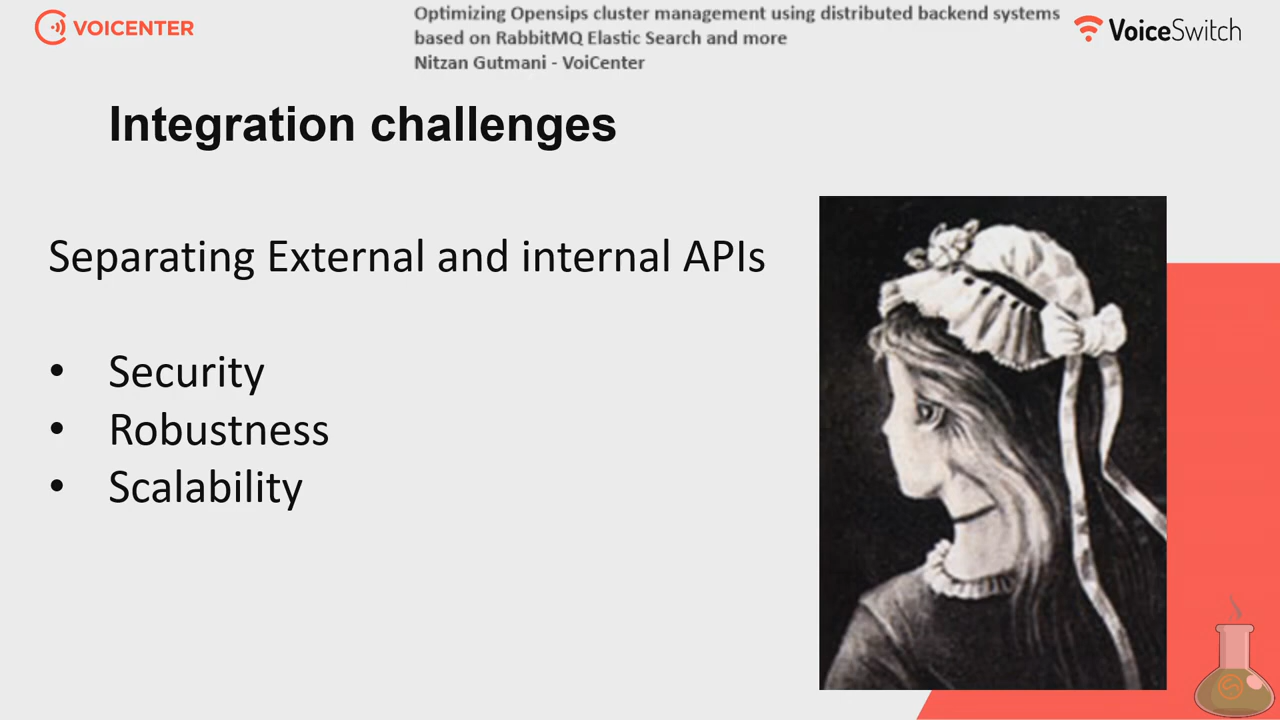 VOICENTER
Optimizing Opensips cluster management using distributed backend systems
based on RabbitMQ Elastic Search and more
Nitzan Gutmani - VoiCenter
VoiceSwitch
Integration challenges
Separating External and internal APIs
• Security
• Robustness
• Scalability